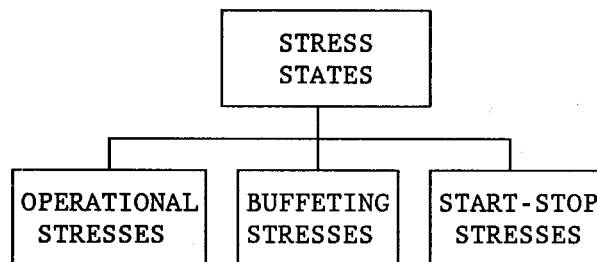 STRESS
STATES
OPERATIONAL
STRESSES
BUFFETING
STRESSES
START-STOP
STRESSES